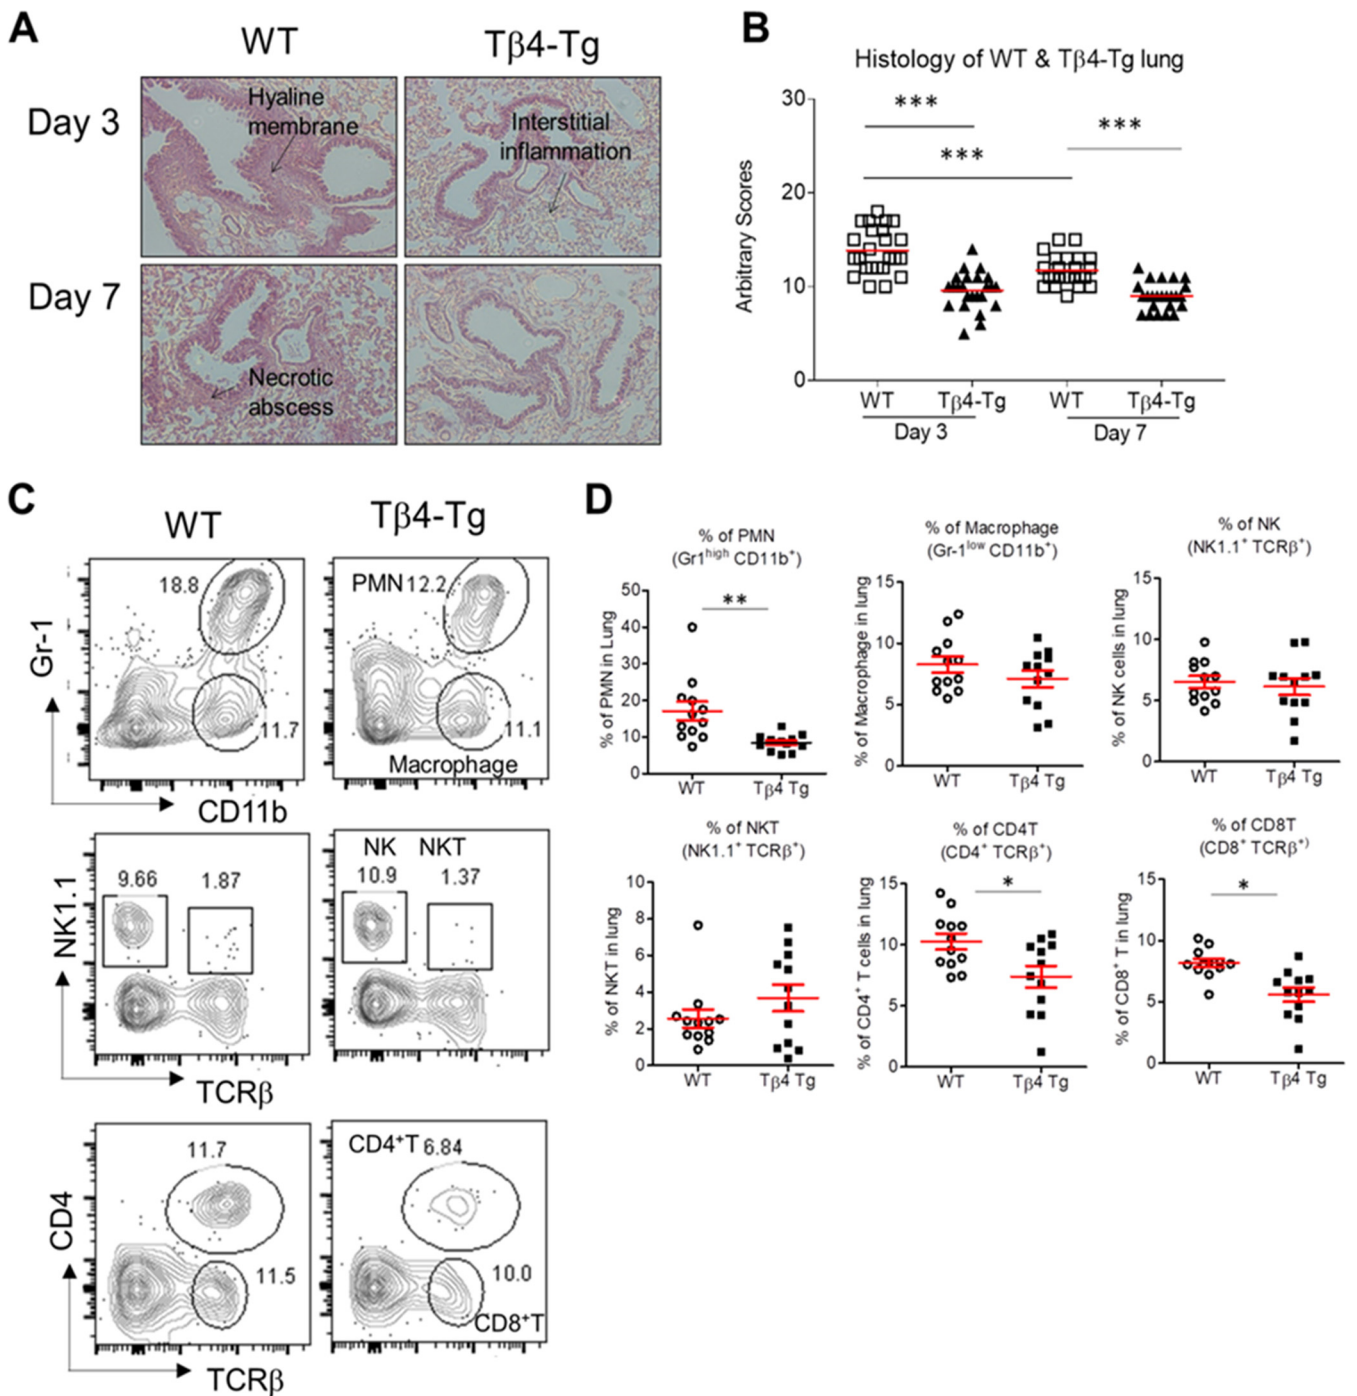 A
WT
Tβ4-Tg
Day 3
Hyaline
membrane
Interstitial
inflammation
Day 7
Necrotic
abscess
B
Histology of WT & Tβ4-Tg lung
Arbitrary Scores
30
20
10
0
***
***
***
WT
Tβ4-Tg
WT
Tβ4-Tg
Day 3
Day 7
C
WT
Tβ4-Tg
Gr-1
18.8
11.7
PMN 12.2
11.1
Macrophage
CD11b
NK1.1
9.66
1.87
NK
NKT
10.9
1.37
TCRβ
CD4
11.7
11.5
CD4⁺T 6.84
10.0
CD8⁺T
TCRβ
D
% of PMN
(Gr1ʰⁱᵍʰ CD11b⁺)
% of PMN in Lung
50
40
30
20
10
0
**
WT
Tβ4 Tg
% of Macrophage
(Gr-1ˡᵒʷ CD11b⁺)
% of Macrophage in lung
15
10
5
0
WT
Tβ4 Tg
% of NK
(NK1.1⁺ TCRβ⁺)
% of NK cells in lung
15
10
5
0
WT
Tβ4 Tg
% of NKT
(NK1.1⁺ TCRβ⁺)
% of NKT in lung
10
8
6
4
2
0
WT
Tβ4 Tg
% of CD4T
(CD4⁺ TCRβ⁺)
% of CD4⁺ T cells in lung
15
10
5
0
*
WT
Tβ4 Tg
% of CD8T
(CD8⁺ TCRβ⁺⁾
% of CD8⁺ T in lung
15
10
5
0
*
WT
Tβ4 Tg